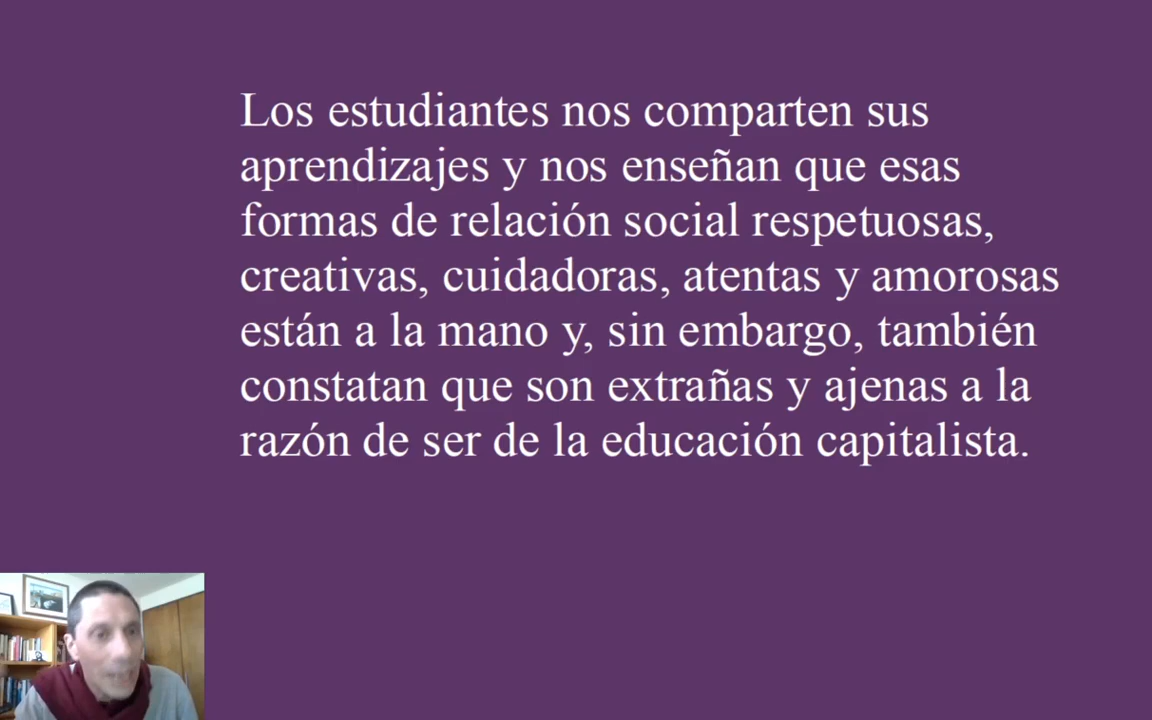 Los estudiantes nos comparten sus
aprendizajes y nos enseñan que esas
formas de relación social respetuosas,
creativas, cuidadoras, atentas y amorosas
están a la mano y, sin embargo, también
constatan que son extrañas y ajenas a la
razón de ser de la educación capitalista.